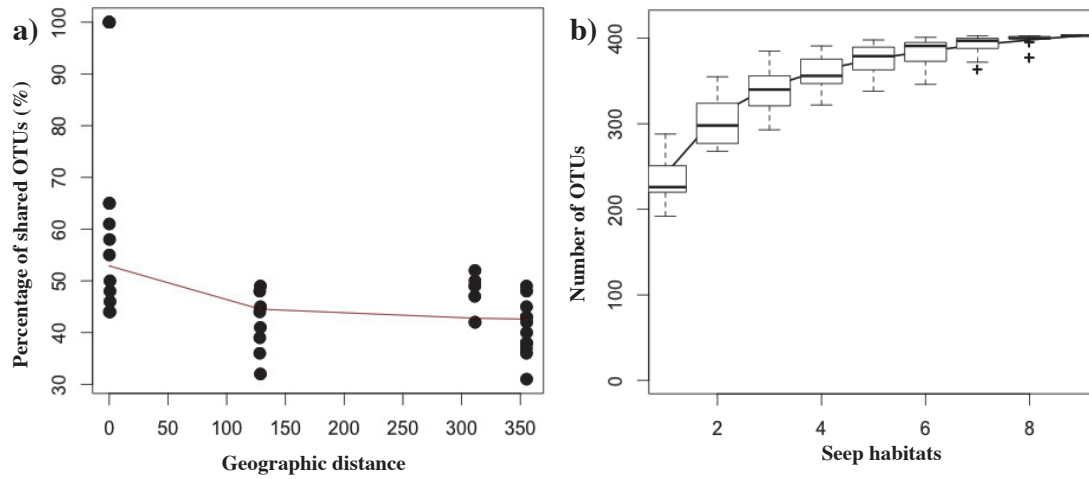 a)
Percentage of shared OTUs (%)
100
90
80
70
60
50
40
30
0 50 100 150 200 250 300 350
Geographic distance
b)
Number of OTUs
400
300
200
400
0
2 4 6 8
Seep habitats